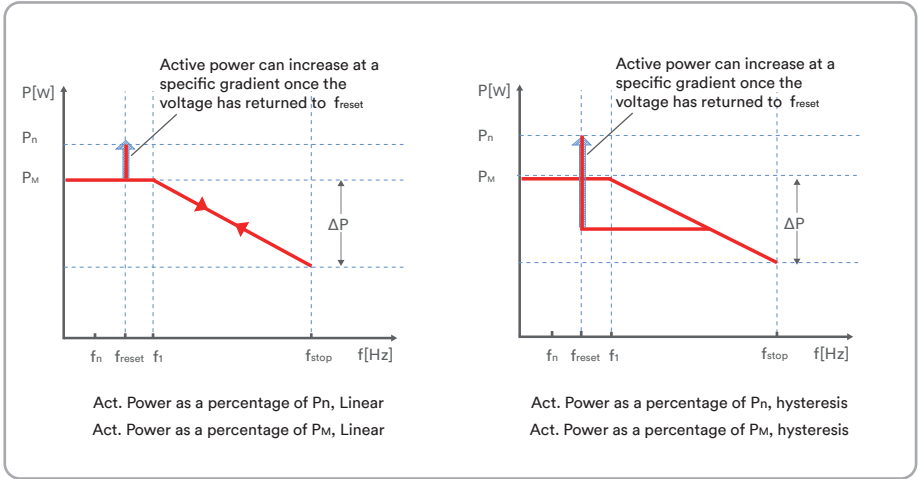 Active power can increase at a
specific gradient once the
voltage has returned to freset
P[W]
Pn
PM
ΔP
fn freset f1 fstop f[Hz]
Act. Power as a percentage of Pn, Linear
Act. Power as a percentage of PM, Linear
Active power can increase at a
specific gradient once the
voltage has returned to freset
P[W]
Pn
PM
ΔP
fn freset f1 fstop f[Hz]
Act. Power as a percentage of Pn, hysteresis
Act. Power as a percentage of PM, hysteresis